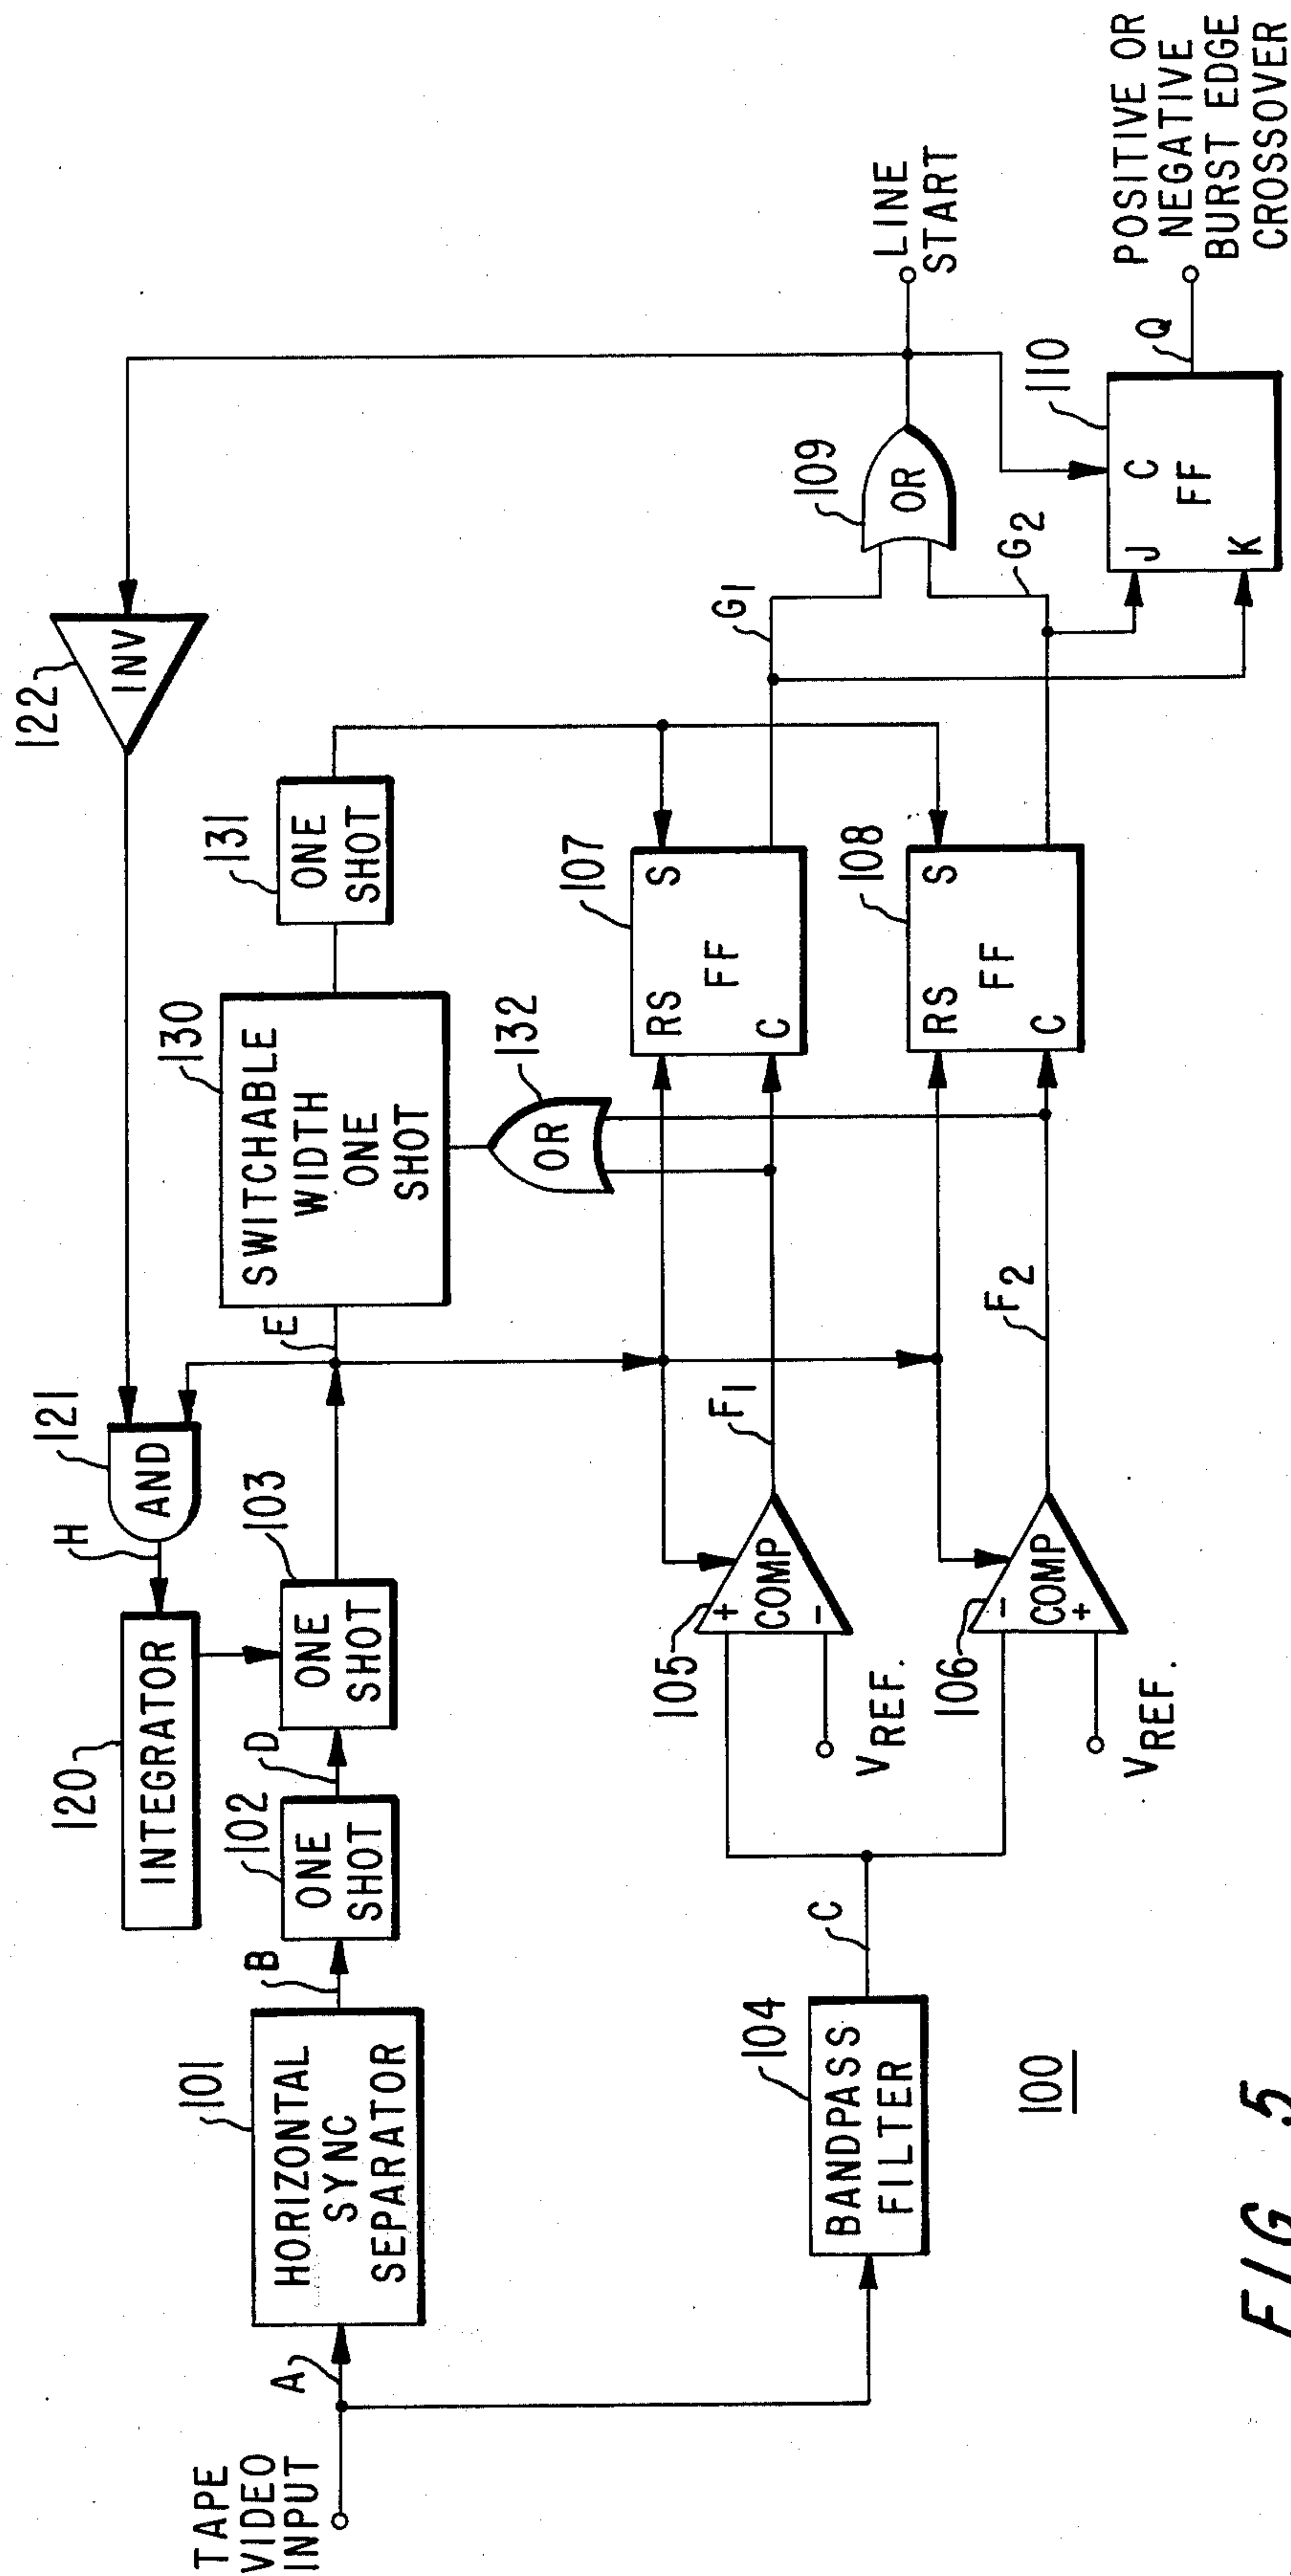 TAPE
VIDEO
INPUT
A
101
HORIZONTAL
SYNC
SEPARATOR
B
102
ONE
SHOT
D
103
ONE
SHOT
120
INTEGRATOR
H
121
AND
122
INV
E
130
SWITCHABLE
WIDTH
ONE
SHOT
131
ONE
SHOT
132
OR
104
BANDPASS
FILTER
C
105
+
COMP
-
VREF.
106
-
COMP
+
VREF.
F1
F2
107
RS
S
FF
C
108
RS
S
FF
C
G1
G2
109
OR
LINE
START
110
J
C
FF
K
Q
POSITIVE OR
NEGATIVE
BURST EDGE
CROSSOVER
100
FIG 5